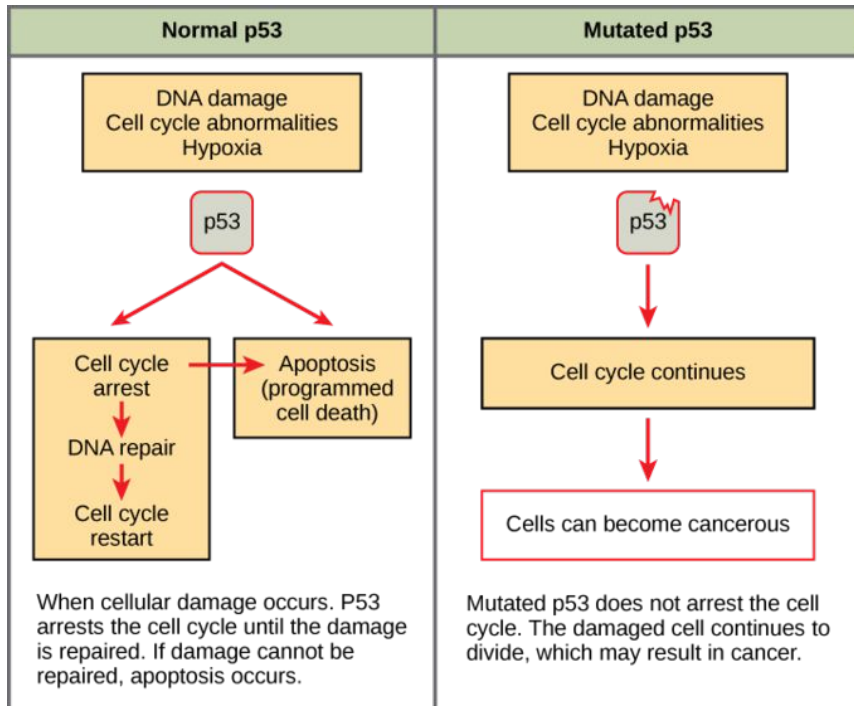 Normal p53
DNA damage
Cell cycle abnormalities
Hypoxia
p53
Cell cycle
arrest
DNA repair
Cell cycle
restart
Apoptosis
(programmed
cell death)
When cellular damage occurs. P53
arrests the cell cycle until the damage
is repaired. If damage cannot be
repaired, apoptosis occurs.
Mutated p53
DNA damage
Cell cycle abnormalities
Hypoxia
p53
Cell cycle continues
Cells can become cancerous
Mutated p53 does not arrest the cell
cycle. The damaged cell continues to
divide, which may result in cancer.